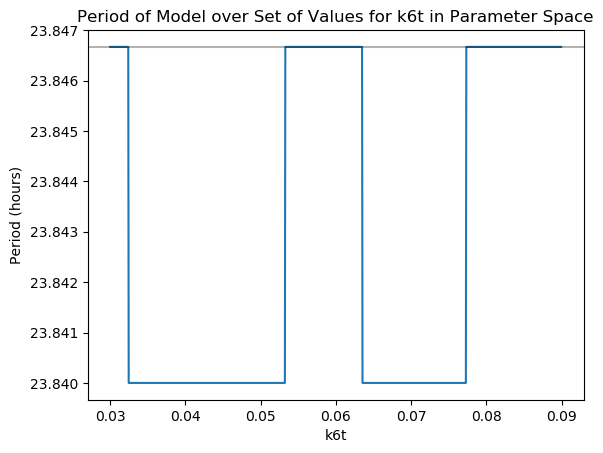 Period of Model over Set of Values for k6t in Parameter Space
23.847
23.846
23.845
23.844
23.843
23.842
23.841
23.840
Period (hours)
0.03 0.04 0.05 0.06 0.07 0.08 0.09
k6t